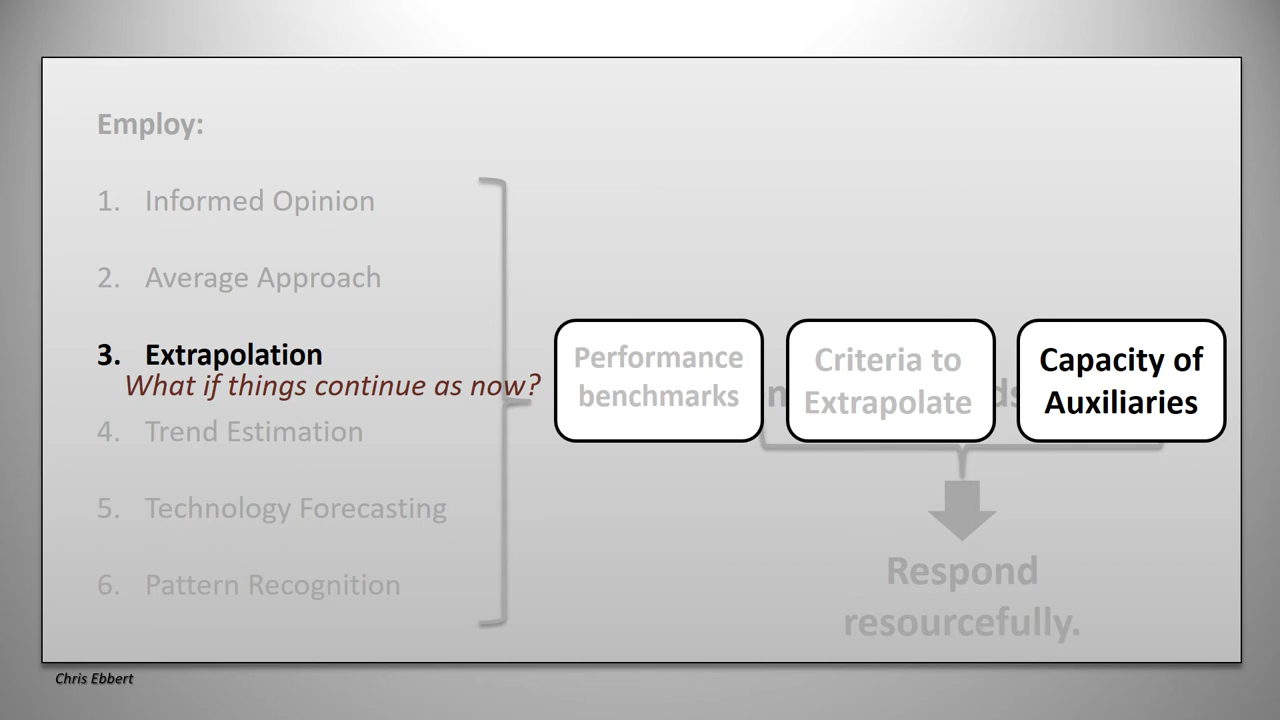 Employ:
1. Informed Opinion
2. Average Approach
3. Extrapolation
What if things continue as now?
4. Trend Estimation
5. Technology Forecasting
6. Pattern Recognition
Performance
benchmarks
Criteria to
Extrapolate
Capacity of
Auxiliaries
Respond
resourcefully.
Chris Ebbert